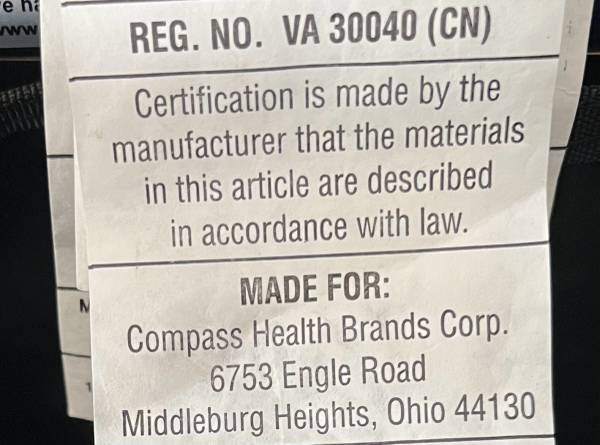 www
REG. NO. VA 30040 (CN)
Certification is made by the
manufacturer that the materials
in this article are described
in accordance with law.
MADE FOR:
Compass Health Brands Corp.
6753 Engle Road
Middleburg Heights, Ohio 44130